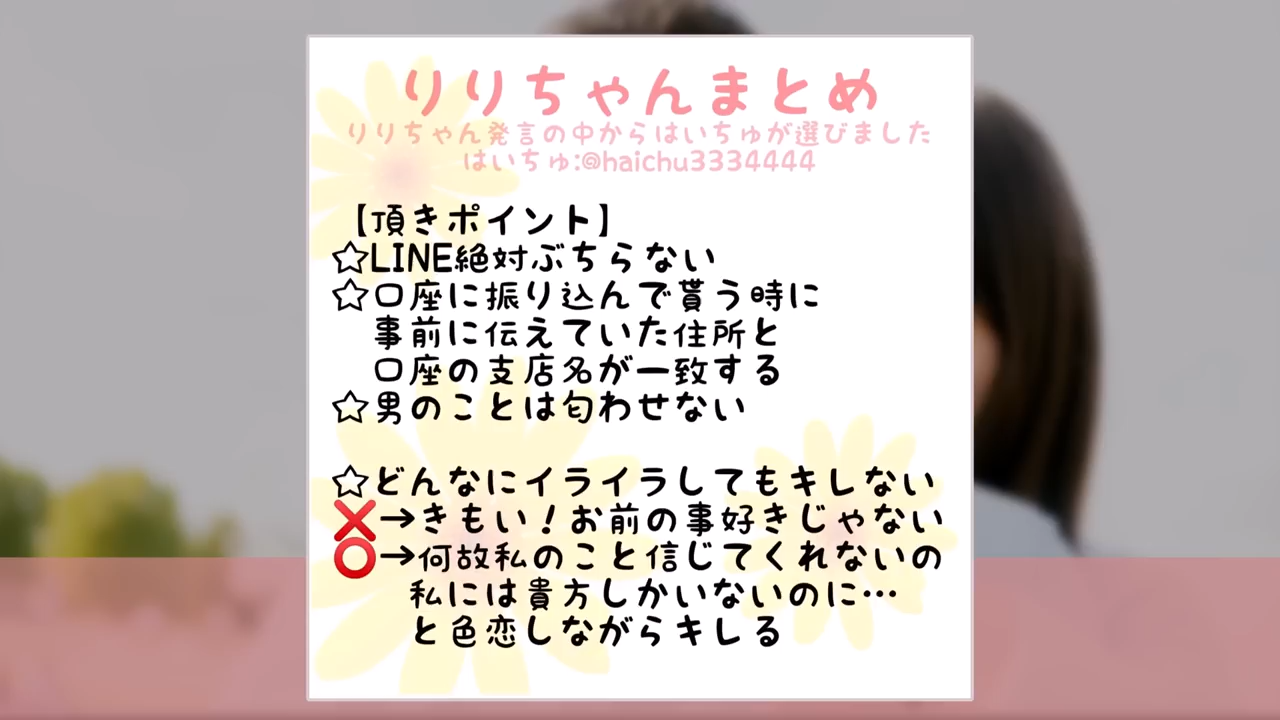 りりちゃんまとめ
りりちゃん発言の中からはいちゅが選びました
はいちゅ:@haichu3334444
【頂きポイント】
☆LINE絶対ぶちらない
☆口座に振り込んで貰う時に
事前に伝えていた住所と
口座の支店名が一致する
☆男のことは匂わせない
☆どんなにイライラしてもキレない
❌→きもい！お前の事好きじゃない
⭕→何故私のこと信じてくれないの
私には貴方しかいないのに…
と色恋しながらキレる